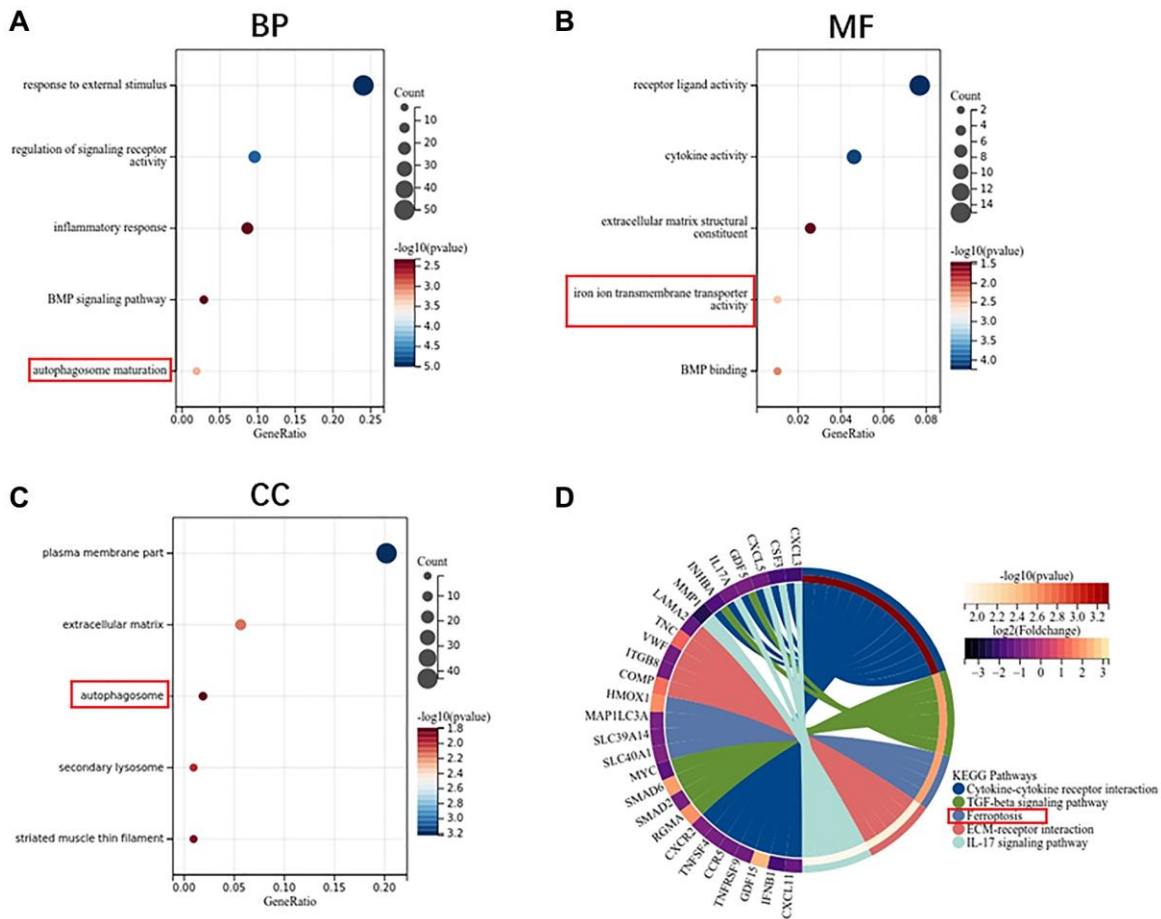 A
BP
response to external stimulus
regulation of signaling receptor
activity
inflammatory response
BMP signaling pathway
autophagosome maturation
0.00 0.05 0.10 0.15 0.20 0.25
GeneRatio
Count
10
20
30
40
50
-log10(pvalue)
2.5
3.0
3.5
4.0
4.5
5.0
B
MF
receptor ligand activity
cytokine activity
extracellular matrix structural
constituent
iron ion transmembrane transporter
activity
BMP binding
0.02 0.04 0.06 0.08
GeneRatio
Count
2
4
6
8
10
14
-log10(pvalue)
1.5
2.0
2.5
3.0
3.5
4.0
C
CC
plasma membrane part
extracellular matrix
autophagosome
secondary lysosome
striated muscle thin filament
0.00 0.05 0.10 0.15 0.20
GeneRatio
Count
10
20
30
40
-log10(pvalue)
1.8
2.0
2.2
2.4
2.6
2.8
3.0
3.2
D
CXCL3
CSF3
CXCL5
GDF5
IL17A
INHBA
MMP1
LAMA2
TNC
VWF
ITGB8
COMP
HMOX1
MAP1LC3A
SLC39A14
SLC40A1
MYC
SMAD6
SMAD2
RGMA
CXCR2
TNFSF4
CCR5
TNFRSF9
GDF15
IFNB1
CXCL11
-log10(pvalue)
2.0 2.2 2.4 2.6 2.8 3.0 3.2
log2(Foldchange)
−3 −2 −1 0 1 2 3
KEGG Pathways
Cytokine-cytokine receptor interaction
TGF-beta signaling pathway
Ferroptosis
ECM-receptor interaction
IL-17 signaling pathway